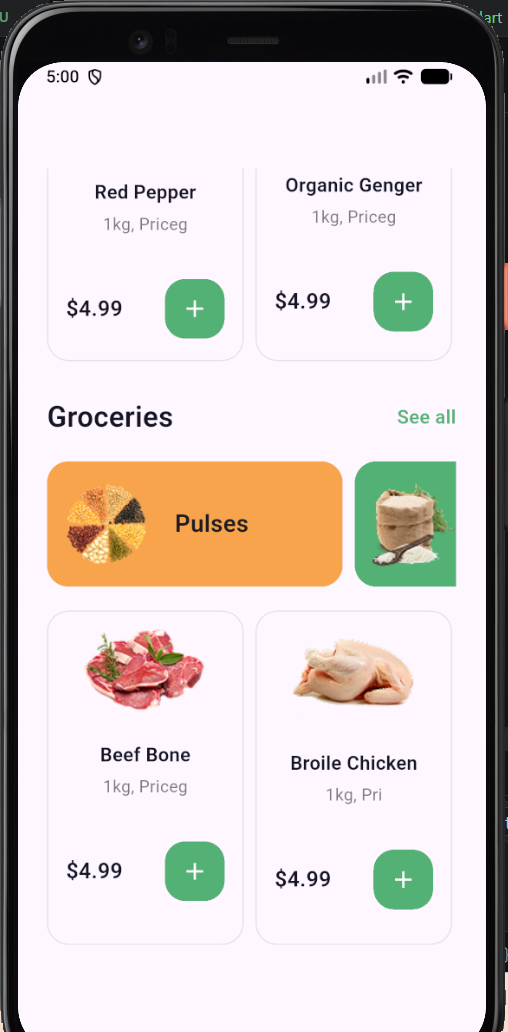 U
lart
5:00
Red Pepper
Organic Genger
1kg, Priceg
1kg, Priceg
$4.99
$4.99
Groceries
See all
Pulses
Beef Bone
Broile Chicken
1kg, Priceg
1kg, Pri
$4.99
$4.99